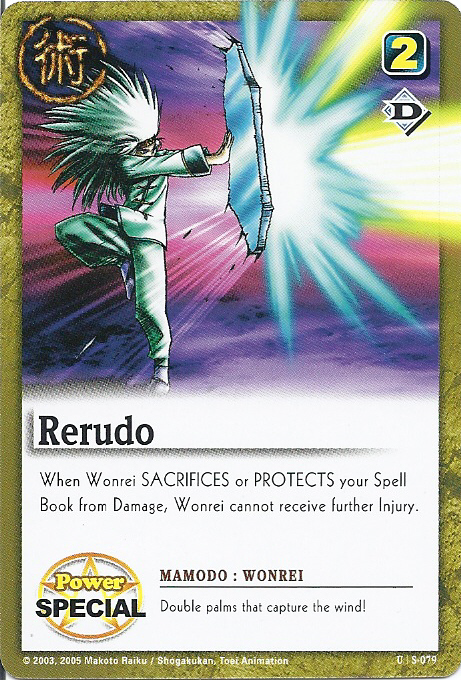 術
2
D
Rerudo
When Wonrei SACRIFICES or PROTECTS your Spell
Book from Damage, Wonrei cannot receive further Injury.
Power
SPECIAL
MAMODO : WONREI
Double palms that capture the wind!
© 2003, 2005 Makoto Raiku / Shogakukan, Toei Animation
U | S-079